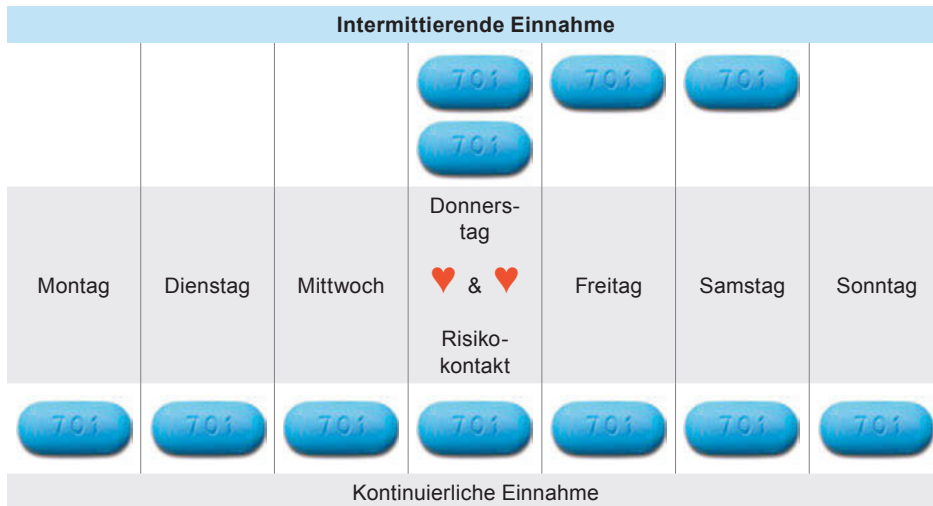 Intermittierende Einnahme
701 701 701
701
Donners-
tag
Montag Dienstag Mittwoch & Freitag Samstag Sonntag
Risiko-
kontakt
701 701 701 701 701 701 701
Kontinuierliche Einnahme